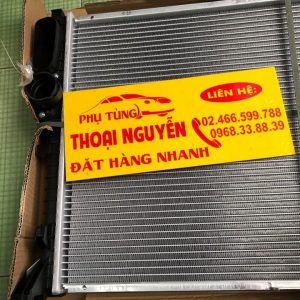 PHỤ TÙNG
THOẠI NGUYỄN
ĐẶT HÀNG NHANH
LIÊN HỆ:
02.466.599.788
0968.33.88.39